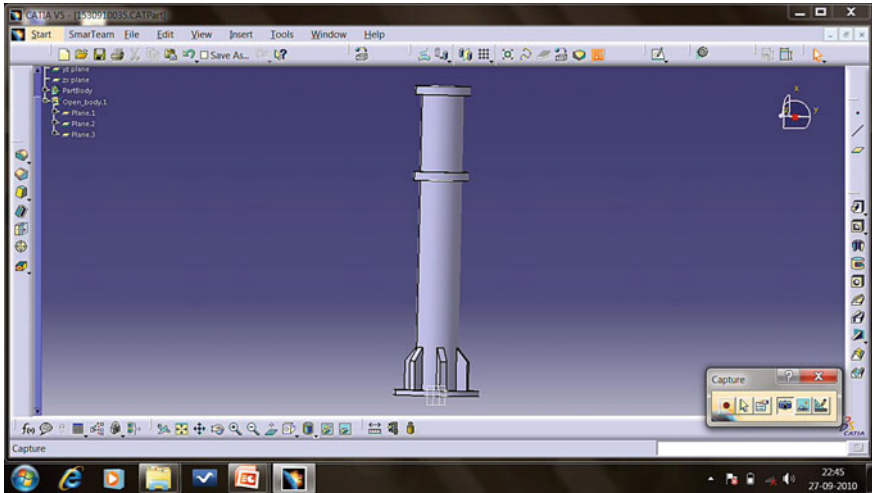 CATIA V5 - [1530910035.CATPart]
Start SmarTeam File Edit View Insert Tools Window Help
Save As..
yz plane
zx plane
PartBody
Open_body.1
Plane.1
Plane.2
Plane.3
x
y
Capture
f(x)
CATIA
Capture
22:45
27-09-2010